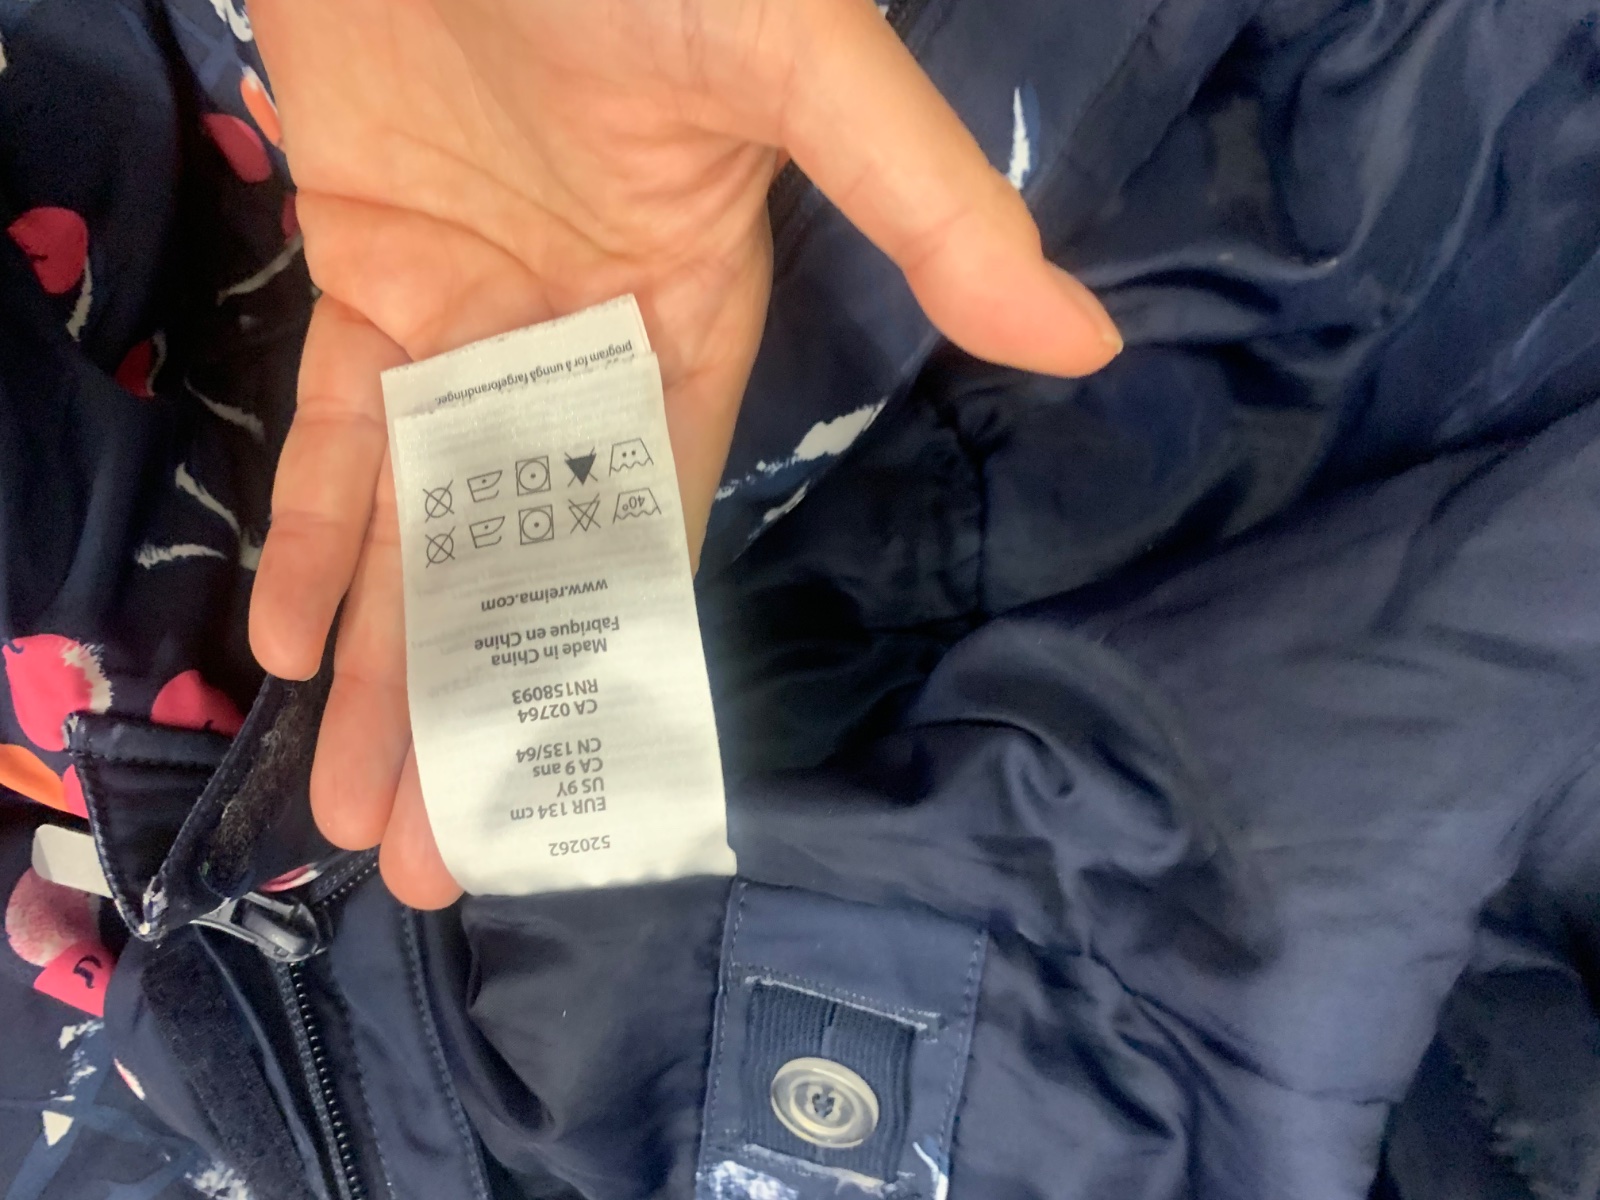 520262
EUR 134 cm
US 9Y
CA 9 ans
CN 135/64
CA 02764
RN158093
Made in China
Fabrique en Chine
www.reima.com
40°
program for å unngå fargeforandringer.